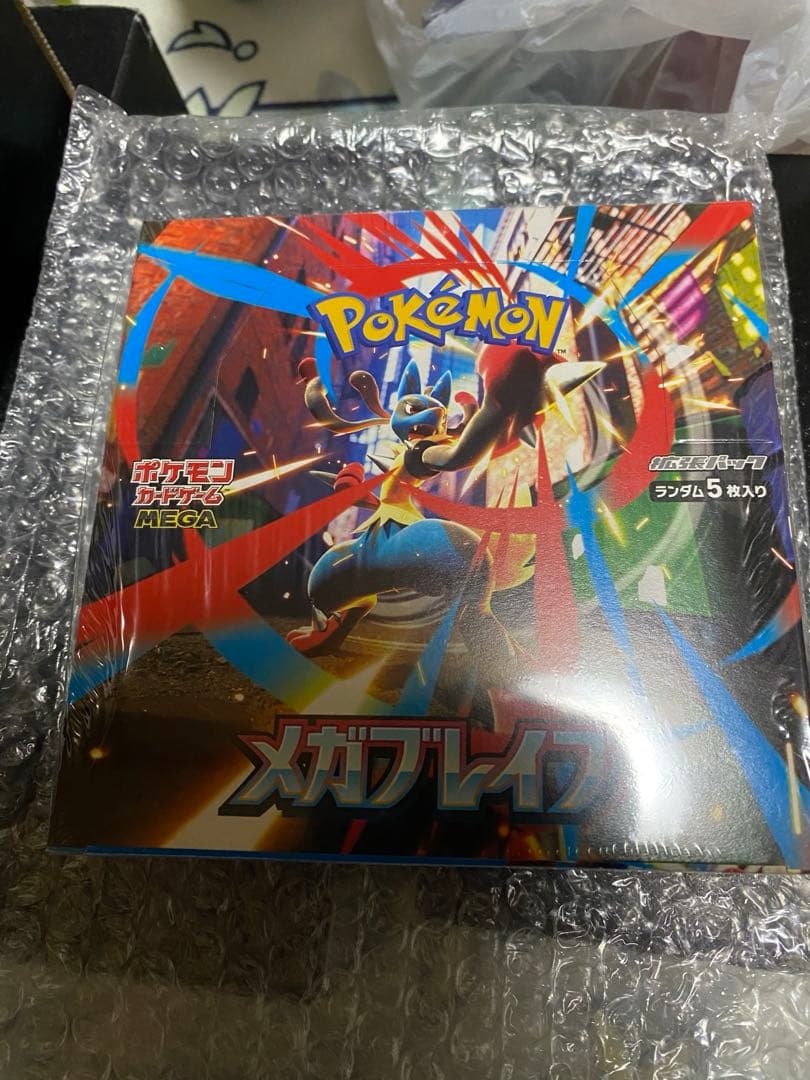 POKéMON
TM
ポケモン
カードゲーム
MEGA
拡張パック
ランダム5枚入り
メガブレイブ